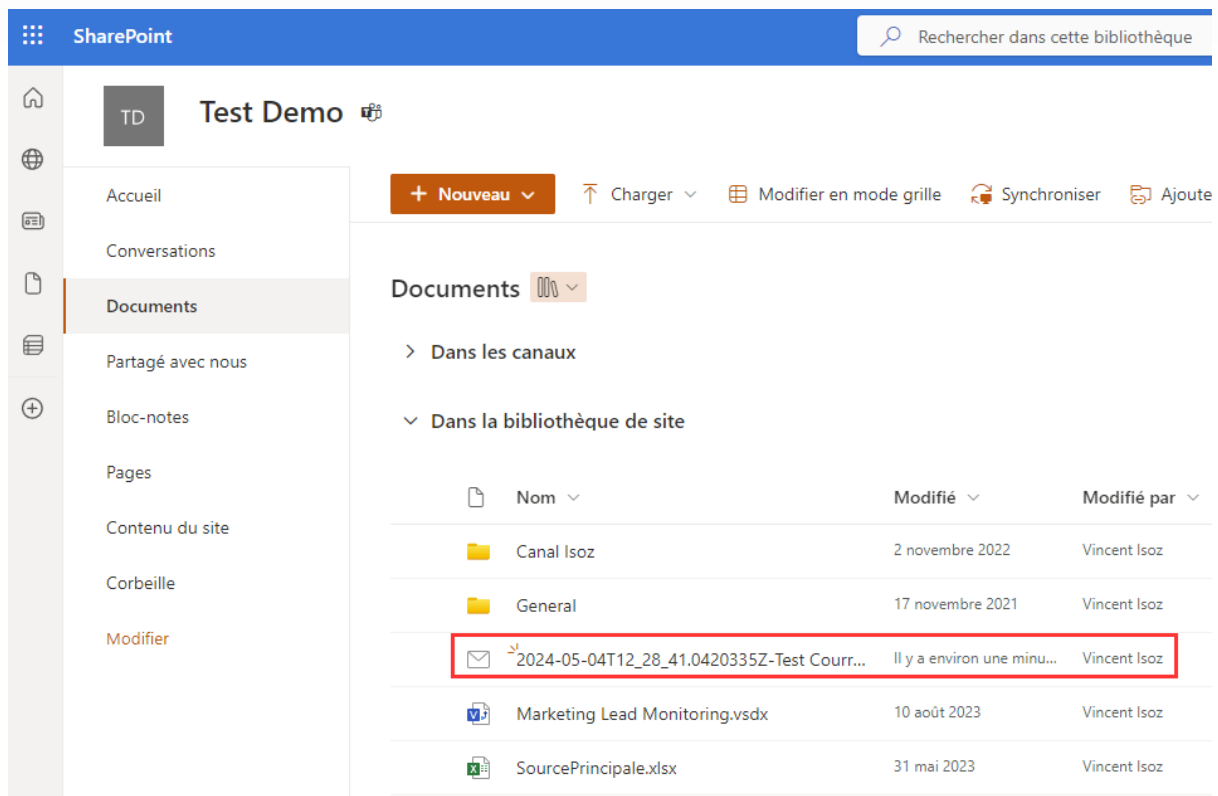 SharePoint
Rechercher dans cette bibliothèque
TD
Test Demo
Accueil
Conversations
Documents
Partagé avec nous
Bloc-notes
Pages
Contenu du site
Corbeille
Modifier
+ Nouveau
Charger
Modifier en mode grille
Synchroniser
Ajoute
Documents
Dans les canaux
Dans la bibliothèque de site
Nom Modifié Modifié par
Canal Isoz 2 novembre 2022 Vincent Isoz
General 17 novembre 2021 Vincent Isoz
2024-05-04T12_28_41.0420335Z-Test Courr... Il y a environ une minu... Vincent Isoz
Marketing Lead Monitoring.vsdx 10 août 2023 Vincent Isoz
SourcePrincipale.xlsx 31 mai 2023 Vincent Isoz